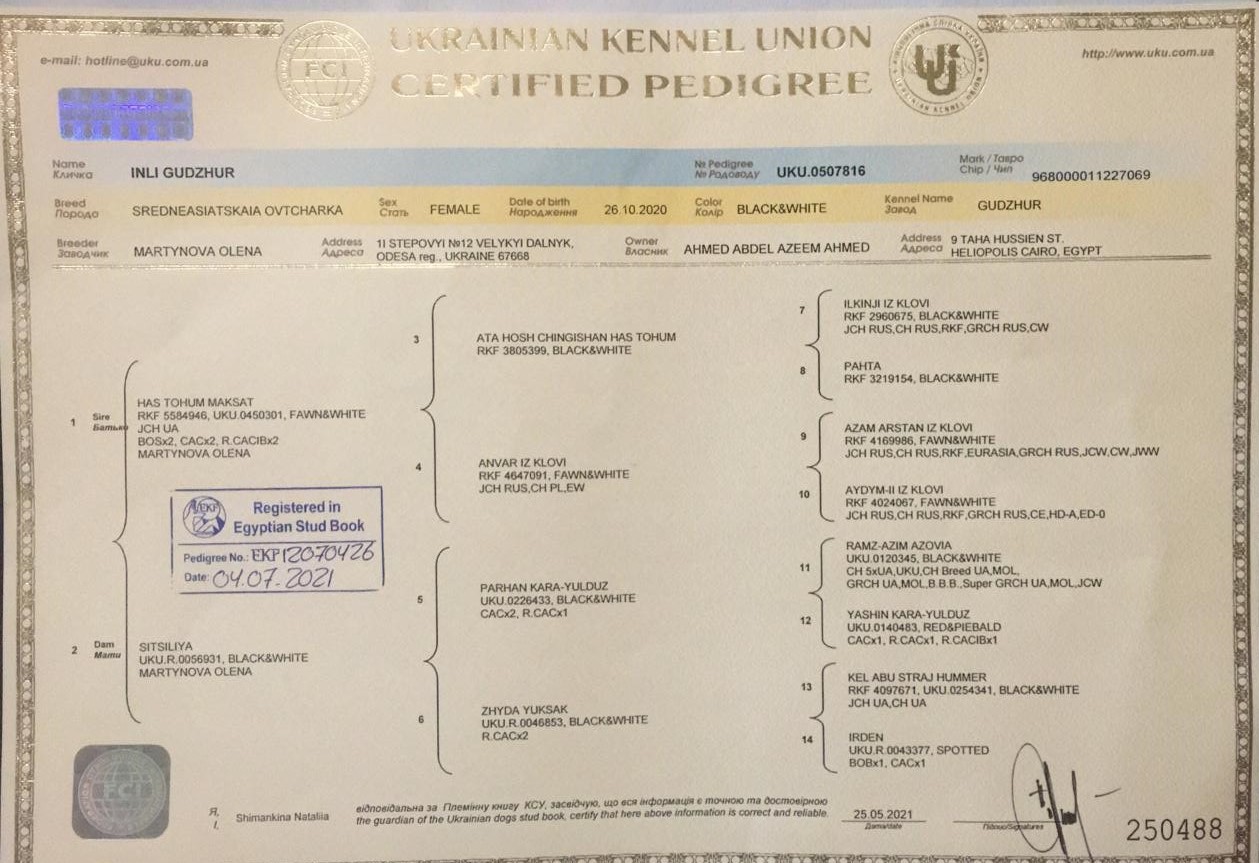 UKRAINIAN KENNEL UNION
CERTIFIED PEDIGREE
e-mail: hotline@uku.com.ua
http://www.uku.com.ua
FCI
Name
Кличка
INLI GUDZHUR
№ Pedigree
№ Родоводу
UKU.0507816
Mark / Тавро
Chip / Чип
968000011227069
Breed
Порода
SREDNEASIATSKAIA OVTCHARKA
Sex
Стать
FEMALE
Date of birth
Народження
26.10.2020
Color
Колір
BLACK&WHITE
Kennel Name
Завод
GUDZHUR
Breeder
Заводчик
MARTYNOVA OLENA
Address
Адреса
1I STEPOVYI №12 VELYKYI DALNYK,
ODESA reg., UKRAINE 67668
Owner
Власник
AHMED ABDEL AZEEM AHMED
Address
Адреса
9 TAHA HUSSIEN ST.
HELIOPOLIS CAIRO, EGYPT
1
Sire
Батько
HAS TOHUM MAKSAT
RKF 5584946, UKU.0450301, FAWN&WHITE
JCH UA
BOSx2, CACx2, R.CACIBx2
MARTYNOVA OLENA
Registered in
Egyptian Stud Book
Pedigree No.: EKP12070426
Date: 04.07.2021
2
Dam
Мати
SITSILIYA
UKU.R.0056931, BLACK&WHITE
MARTYNOVA OLENA
3
ATA HOSH CHINGISHAN HAS TOHUM
RKF 3805399, BLACK&WHITE
4
ANVAR IZ KLOVI
RKF 4647091, FAWN&WHITE
JCH RUS,CH PL,EW
5
PARHAN KARA-YULDUZ
UKU.0226433, BLACK&WHITE
CACx2, R.CACx1
6
ZHYDA YUKSAK
UKU.R.0046853, BLACK&WHITE
R.CACx2
7
ILKINJI IZ KLOVI
RKF 2960675, BLACK&WHITE
JCH RUS,CH RUS,RKF,GRCH RUS,CW
8
PAHTA
RKF 3219154, BLACK&WHITE
9
AZAM ARSTAN IZ KLOVI
RKF 4169986, FAWN&WHITE
JCH RUS,CH RUS,RKF,EURASIA,GRCH RUS,JCW,CW,JWW
10
AYDYM-II IZ KLOVI
RKF 4024067, FAWN&WHITE
JCH RUS,CH RUS,RKF,GRCH RUS,CE,HD-A,ED-0
11
RAMZ-AZIM AZOVIA
UKU.0120345, BLACK&WHITE
CH 5xUA,UKU,CH Breed UA,MOL,
GRCH UA,MOL,B.B.B.,Super GRCH UA,MOL,JCW
12
YASHIN KARA-YULDUZ
UKU.0140483, RED&PIEBALD
CACx1, R.CACx1, R.CACIBx1
13
KEL ABU STRAJ HUMMER
RKF 4097671, UKU.0254341, BLACK&WHITE
JCH UA,CH UA
14
IRDEN
UKU.R.0043377, SPOTTED
BOBx1, CACx1
FCI
Я,
I,
Shimankina Nataliia
відповідальна за Племінну книгу КСУ, засвідчую, що вся інформація є точною та достовірною
the guardian of the Ukrainian dogs stud book, certify that here above information is correct and reliable.
25.05.2021
Дата/date
Підпис/Signatures
250488